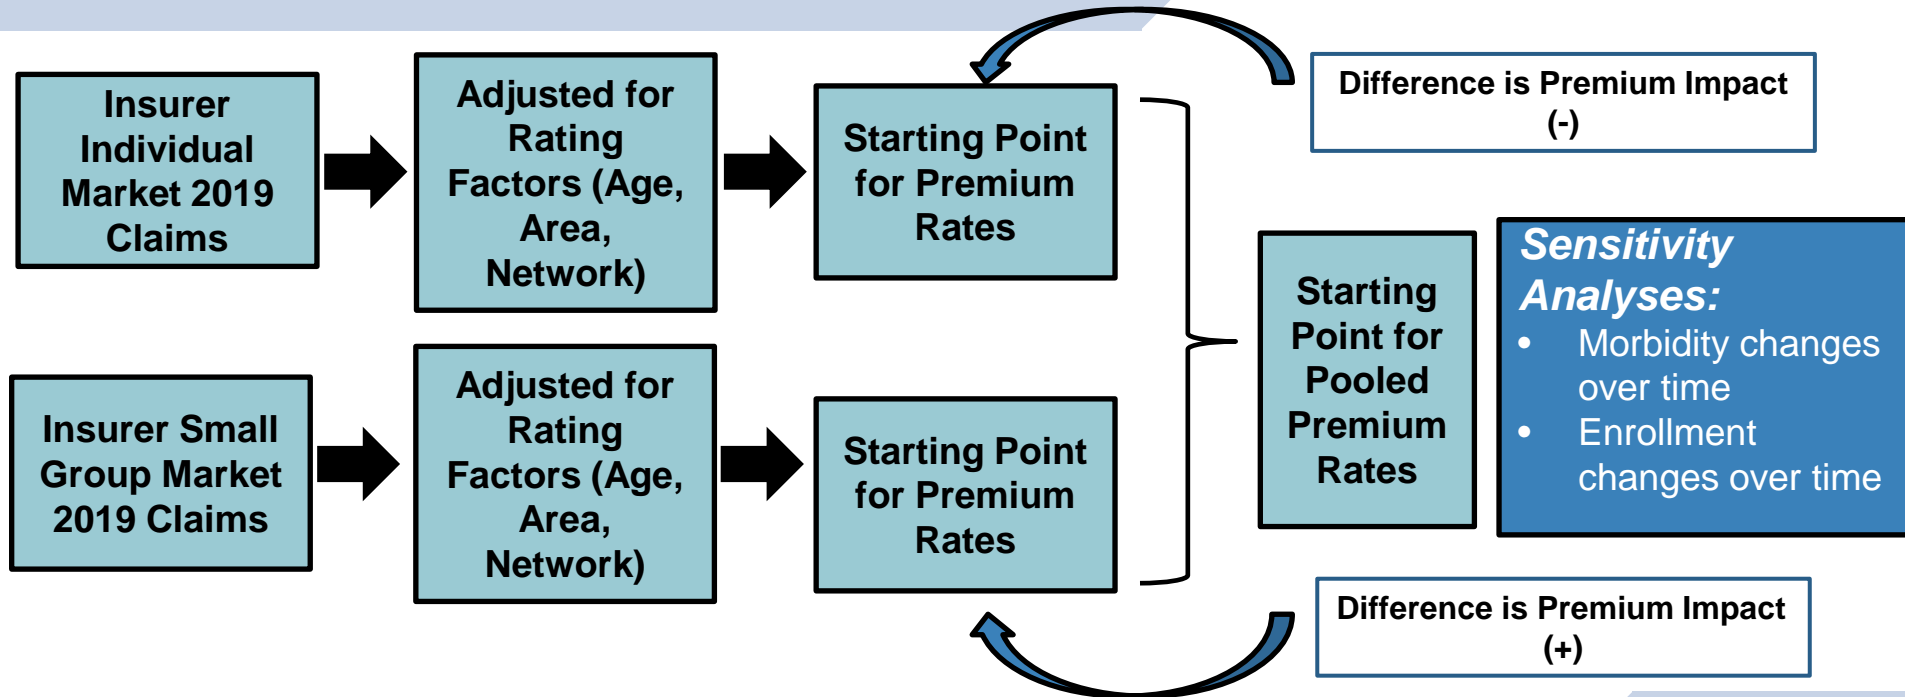 Insurer
Individual
Market 2019
Claims
Adjusted for
Rating
Factors (Age,
Area,
Network)
Starting Point
for Premium
Rates
Difference is Premium Impact
(-)
Insurer Small
Group Market
2019 Claims
Adjusted for
Rating
Factors (Age,
Area,
Network)
Starting Point
for Premium
Rates
Starting
Point for
Pooled
Premium
Rates
Sensitivity
Analyses:
• Morbidity changes
over time
• Enrollment
changes over time
Difference is Premium Impact
(+)